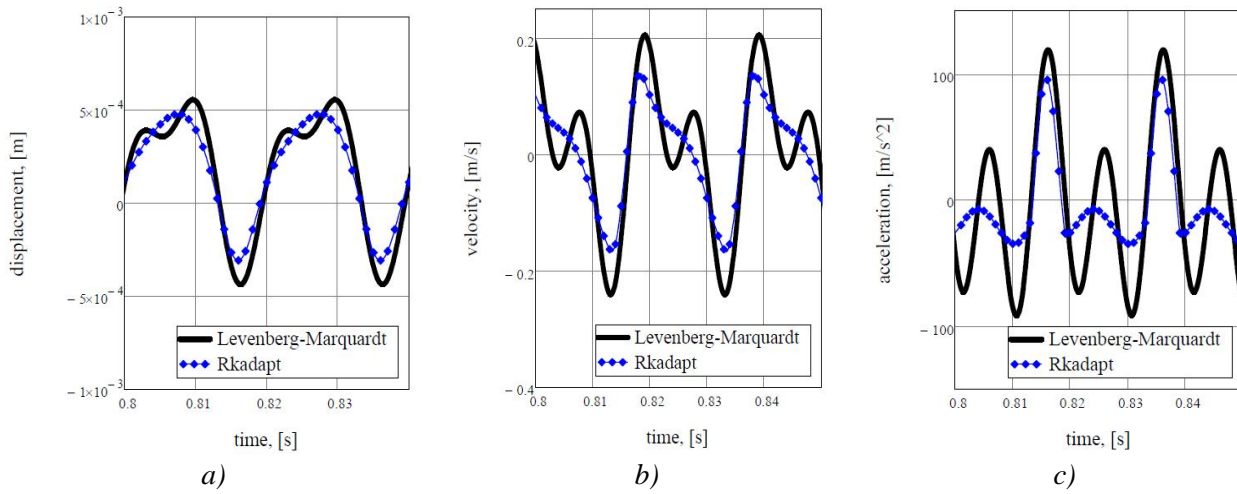 1×10⁻³
5×10⁻⁴
0
− 5×10⁻⁴
− 1×10⁻³
displacement, [m]
Levenberg-Marquardt
Rkadapt
0.8 0.81 0.82 0.83
time, [s]
a)
0.2
0
− 0.2
− 0.4
velocity, [m/s]
Levenberg-Marquardt
Rkadapt
0.8 0.81 0.82 0.83 0.84
time, [s]
b)
100
0
− 100
acceleration, [m/s^2]
Levenberg-Marquardt
Rkadapt
0.8 0.81 0.82 0.83 0.84
time, [s]
c)